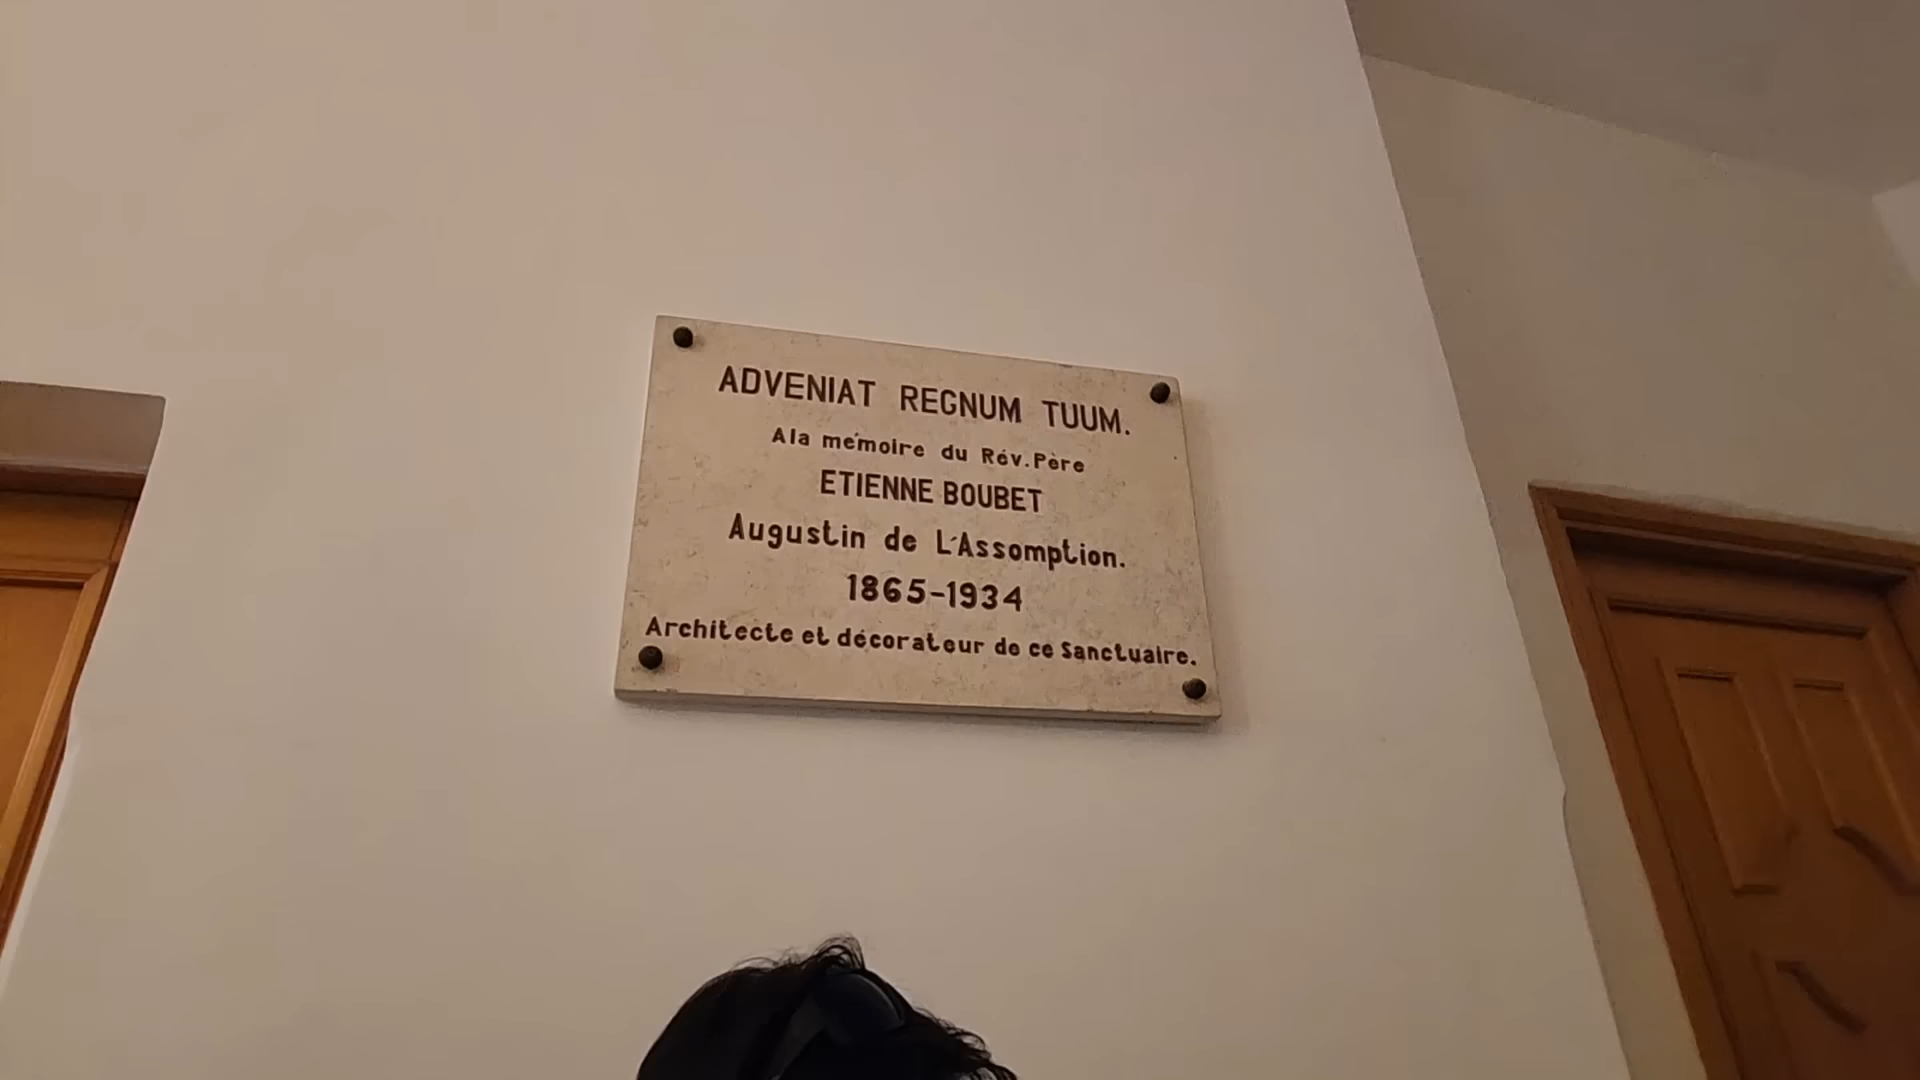 ADVENIAT REGNUM TUUM.
A la mémoire du Rév. Père
ETIENNE BOUBET
Augustin de L'Assomption.
1865-1934
Architecte et décorateur de ce Sanctuaire.